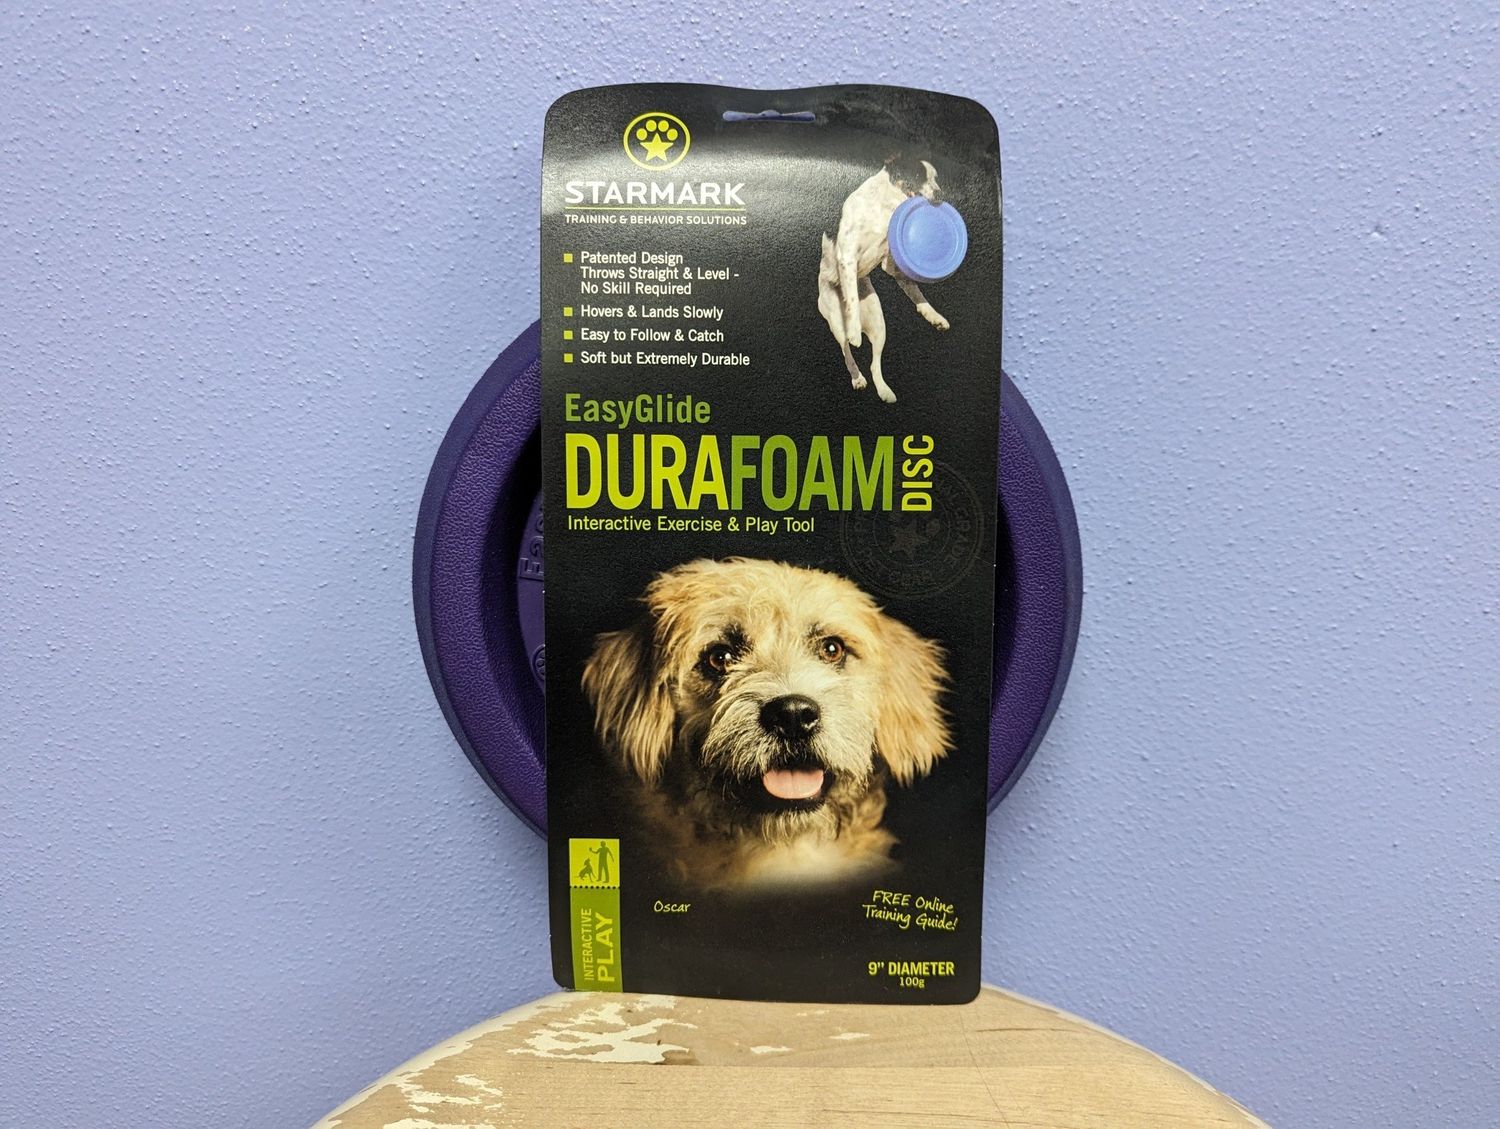 STARMARK
TRAINING & BEHAVIOR SOLUTIONS
Patented Design
Throws Straight & Level -
No Skill Required
Hovers & Lands Slowly
Easy to Follow & Catch
Soft but Extremely Durable
EasyGlide
DURAFOAM
DISC
Interactive Exercise & Play Tool
Oscar
FREE Online
Training Guide!
INTERACTIVE
PLAY
9” DIAMETER
100g